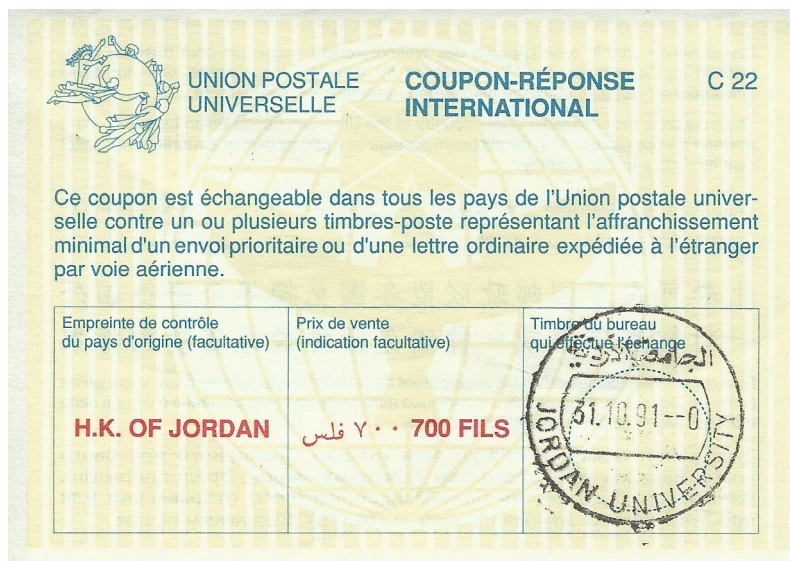 UNION POSTALE
UNIVERSELLE
COUPON-RÉPONSE
INTERNATIONAL
C 22
Ce coupon est échangeable dans tous les pays de l'Union postale univer-
selle contre un ou plusieurs timbres-poste représentant l'affranchissement
minimal d'un envoi prioritaire ou d'une lettre ordinaire expédiée à l'étranger
par voie aérienne.
Empreinte de contrôle
du pays d'origine (facultative)
Prix de vente
(indication facultative)
Timbre du bureau
qui effectue l'échange
H.K. OF JORDAN
٧٠٠ فلس
700 FILS
الجامعة الاردنية
31.10.91--0
JORDAN UNIVERSITY